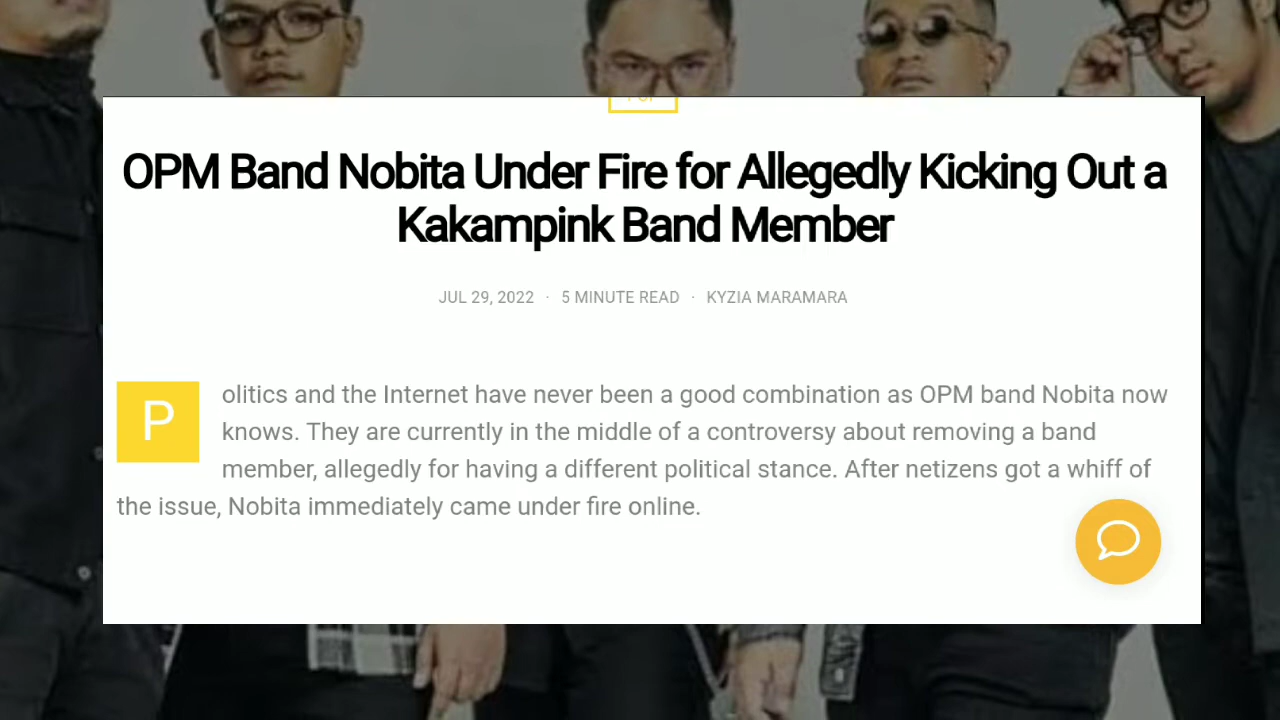 OPM Band Nobita Under Fire for Allegedly Kicking Out a
Kakampink Band Member
JUL 29, 2022 · 5 MINUTE READ · KYZIA MARAMARA
Politics and the Internet have never been a good combination as OPM band Nobita now
knows. They are currently in the middle of a controversy about removing a band
member, allegedly for having a different political stance. After netizens got a whiff of
the issue, Nobita immediately came under fire online.